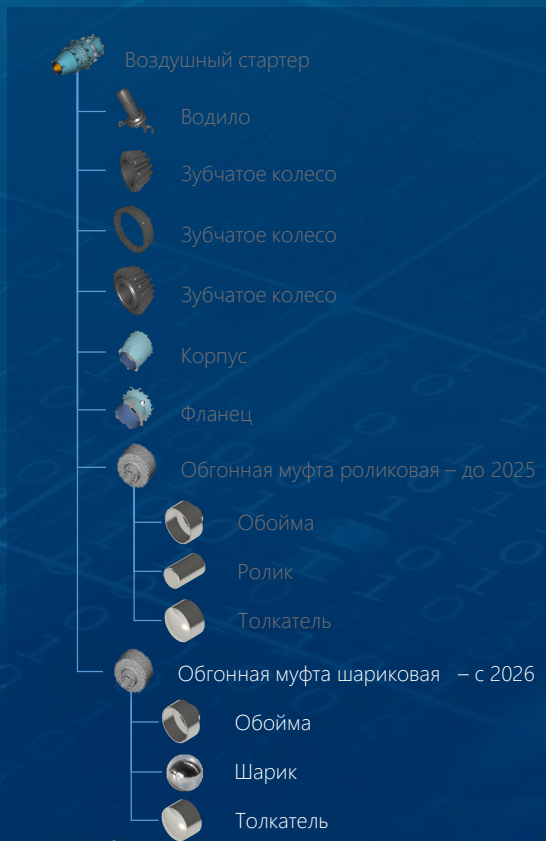 Воздушный стартер
Водило
Зубчатое колесо
Зубчатое колесо
Зубчатое колесо
Корпус
Фланец
Обгонная муфта роликовая – до 2025
Обойма
Ролик
Толкатель
Обгонная муфта шариковая – с 2026
Обойма
Шарик
Толкатель